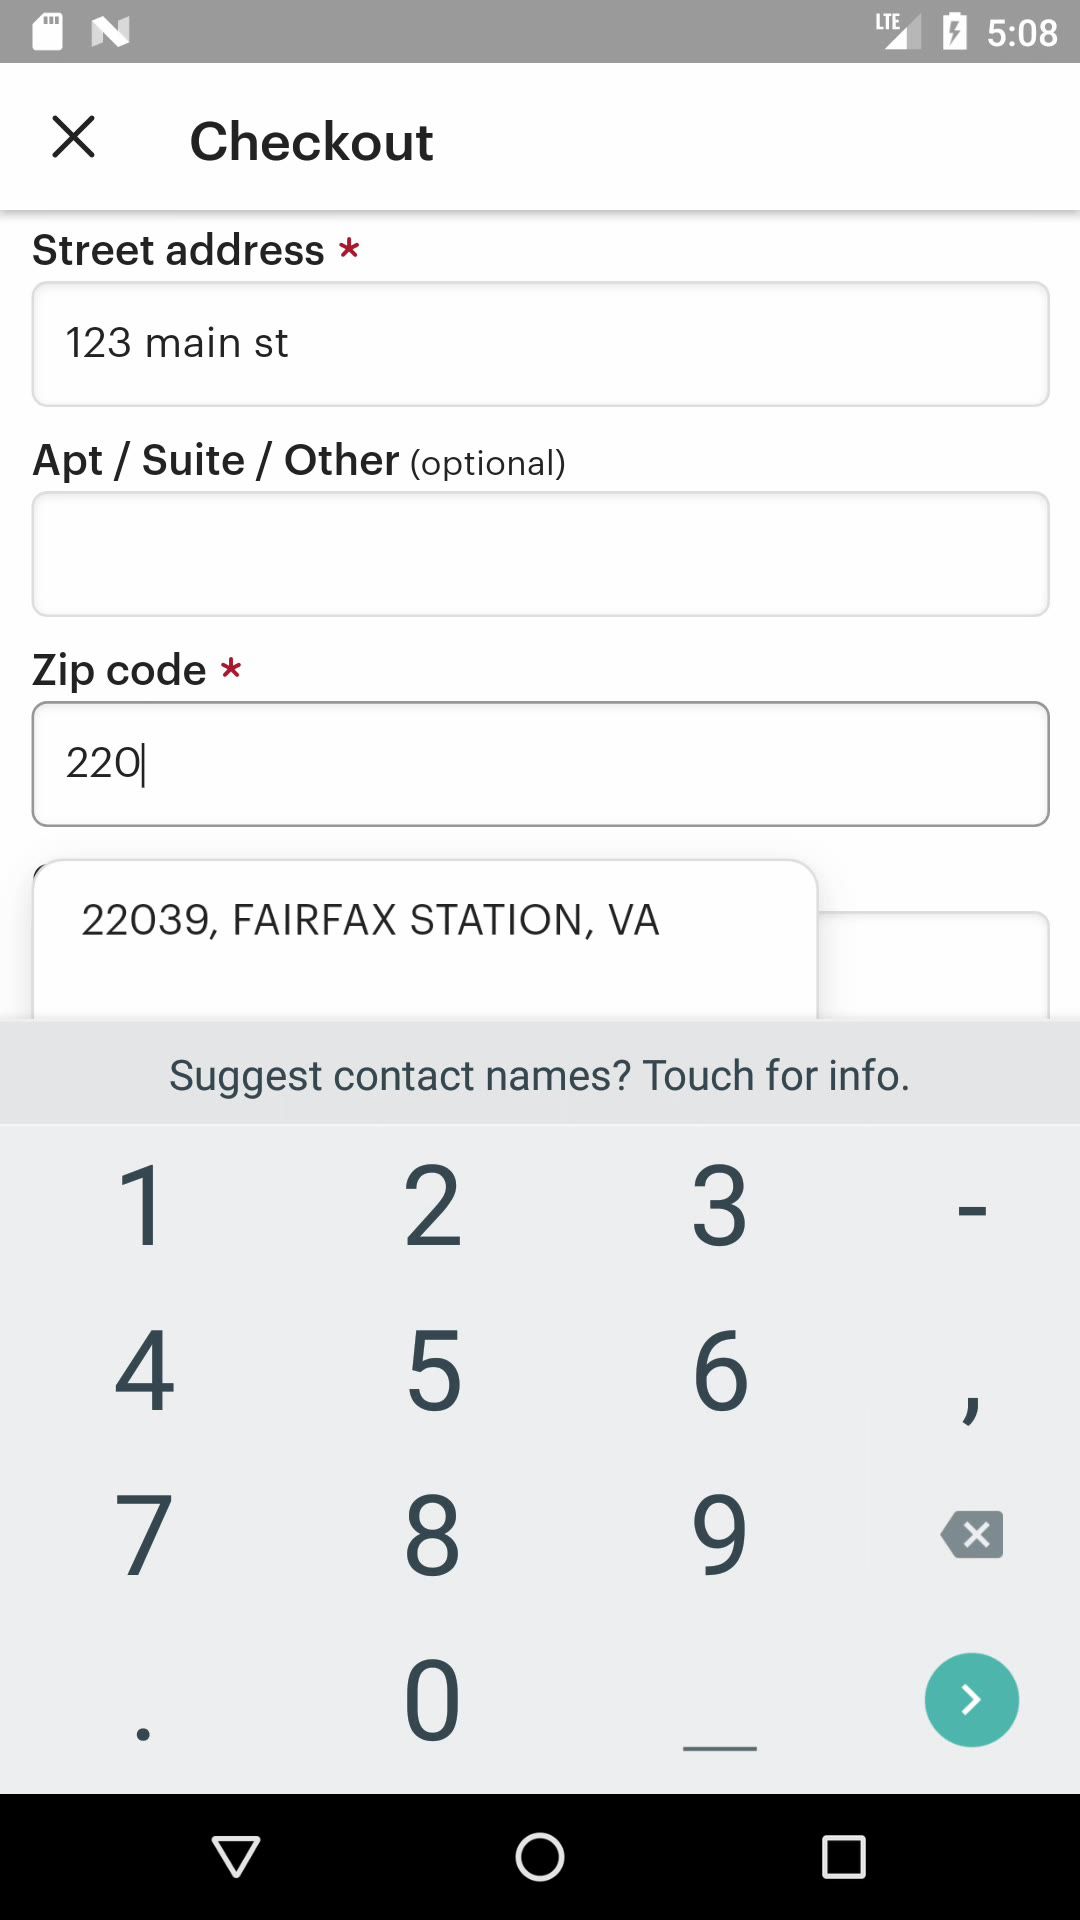 LTE 5:08
Checkout
Street address *
123 main st
Apt / Suite / Other (optional)
Zip code *
220
22039, FAIRFAX STATION, VA
Suggest contact names? Touch for info.
1 2 3 -
4 5 6 ,
7 8 9
. 0 _